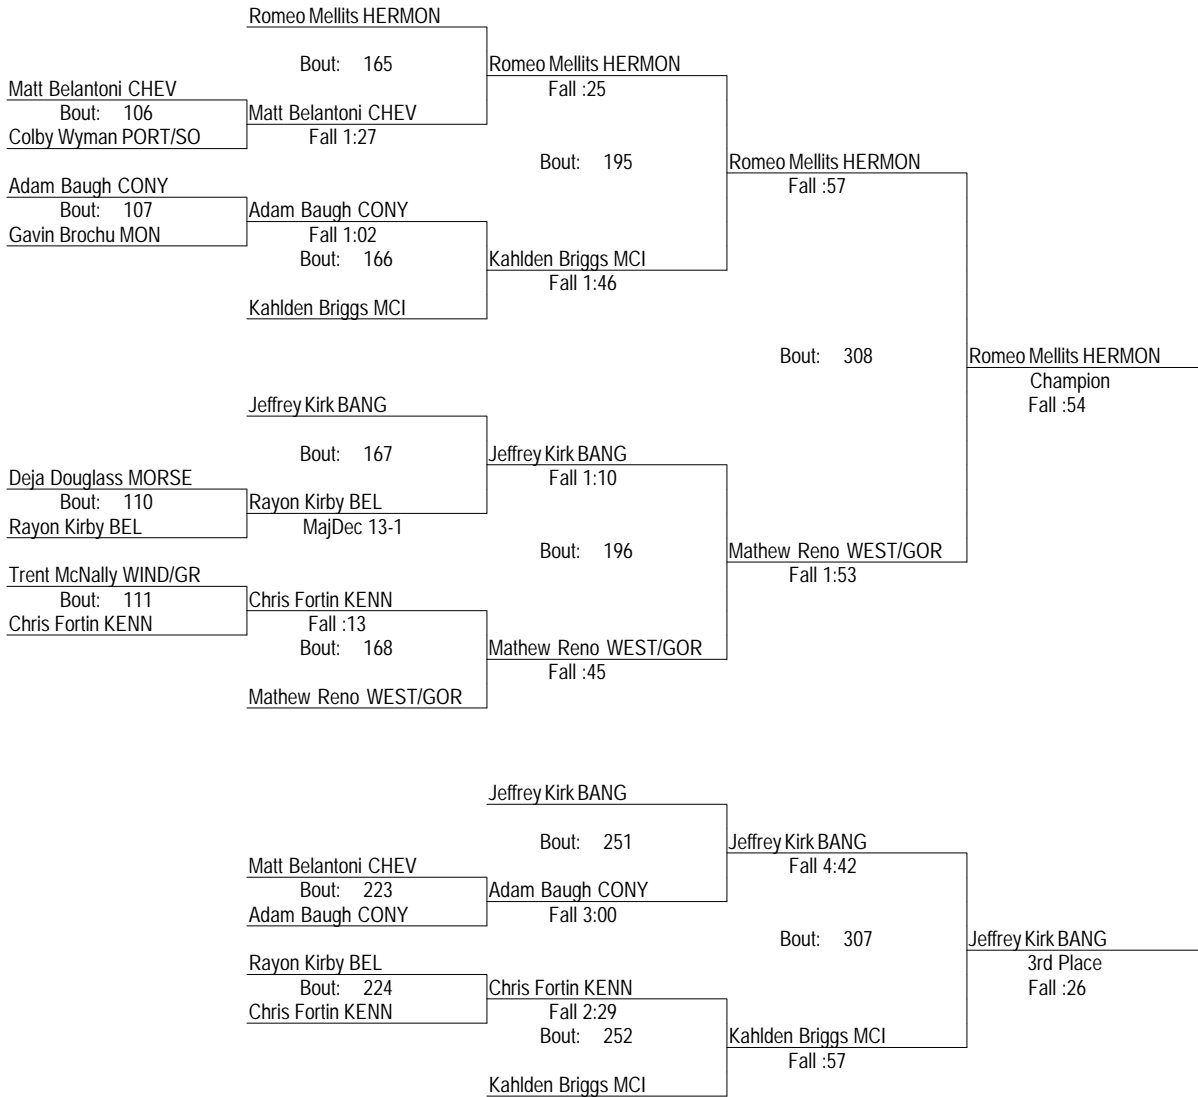 Romeo Mellits HERMON
Bout: 165
Romeo Mellits HERMON
Fall :25
Matt Belantoni CHEV
Bout: 106
Matt Belantoni CHEV
Colby Wyman PORT/SO
Fall 1:27
Bout: 195
Romeo Mellits HERMON
Fall :57
Adam Baugh CONY
Bout: 107
Adam Baugh CONY
Gavin Brochu MON
Fall 1:02
Bout: 166
Kahlden Briggs MCI
Fall 1:46
Kahlden Briggs MCI
Bout: 308
Romeo Mellits HERMON
Champion
Fall :54
Jeffrey Kirk BANG
Bout: 167
Jeffrey Kirk BANG
Fall 1:10
Deja Douglass MORSE
Bout: 110
Rayon Kirby BEL
Rayon Kirby BEL
MajDec 13-1
Bout: 196
Mathew Reno WEST/GOR
Fall 1:53
Trent McNally WIND/GR
Bout: 111
Chris Fortin KENN
Chris Fortin KENN
Fall :13
Bout: 168
Mathew Reno WEST/GOR
Fall :45
Mathew Reno WEST/GOR
Jeffrey Kirk BANG
Bout: 251
Jeffrey Kirk BANG
Fall 4:42
Matt Belantoni CHEV
Bout: 223
Adam Baugh CONY
Adam Baugh CONY
Fall 3:00
Bout: 307
Jeffrey Kirk BANG
3rd Place
Fall :26
Rayon Kirby BEL
Bout: 224
Chris Fortin KENN
Chris Fortin KENN
Fall 2:29
Bout: 252
Kahlden Briggs MCI
Fall :57
Kahlden Briggs MCI